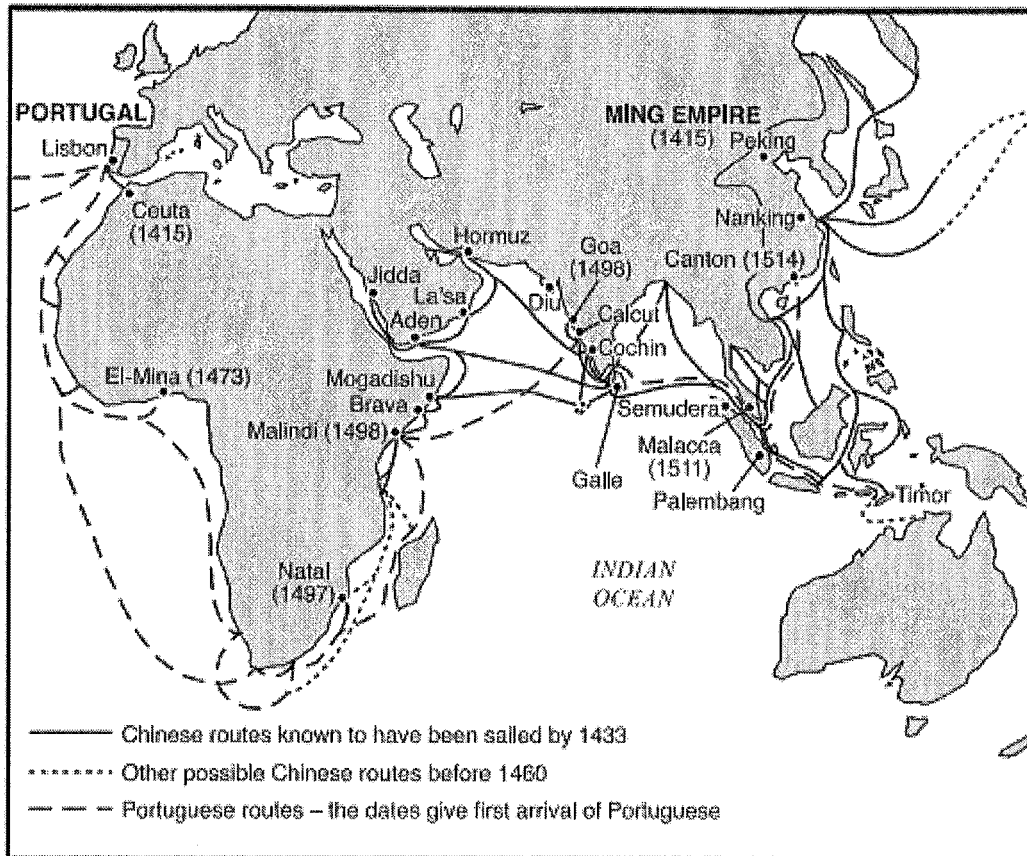 PORTUGAL
Lisbon
Couta
(1415)
MING EMPIRE
(1415)
Peking
Nanking
Canton (1514)
Hormuz
Goa
(1498)
Jidda
La'sa
Aden
Diu
Calcut
Cochin
El-Mina (1473)
Mogadishu
Brava
Malindi (1498)
Semudera
Malacca
(1511)
Galle
Palembang
Timor
Natal
(1497)
INDIAN
OCEAN
Chinese routes known to have been sailed by 1433
Other possible Chinese routes before 1460
Portuguese routes – the dates give first arrival of Portuguese